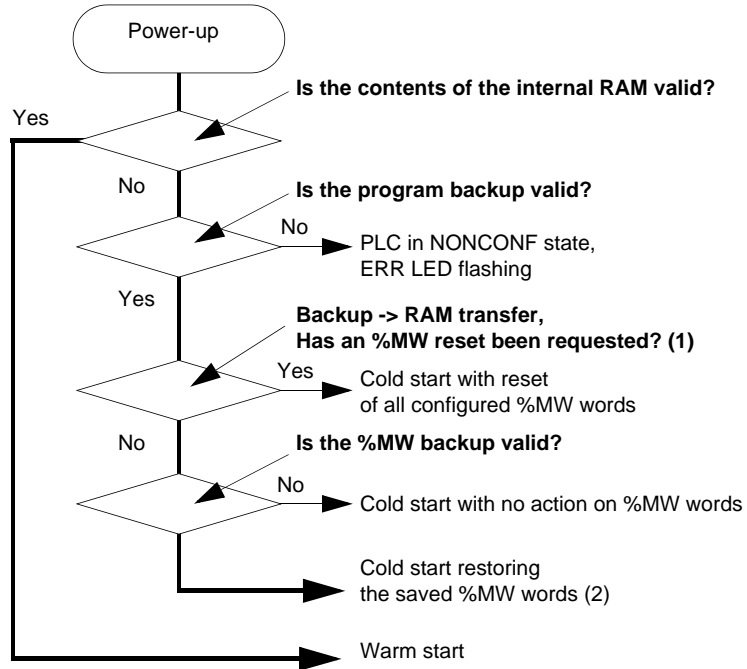 Power-up
Is the contents of the internal RAM valid?
Yes
No
Is the program backup valid?
No
PLC in NONCONF state,
ERR LED flashing
Yes
Backup -> RAM transfer,
Has an %MW reset been requested? (1)
Yes
Cold start with reset
of all configured %MW words
No
Is the %MW backup valid?
No
Cold start with no action on %MW words
Cold start restoring
the saved %MW words (2)
Warm start